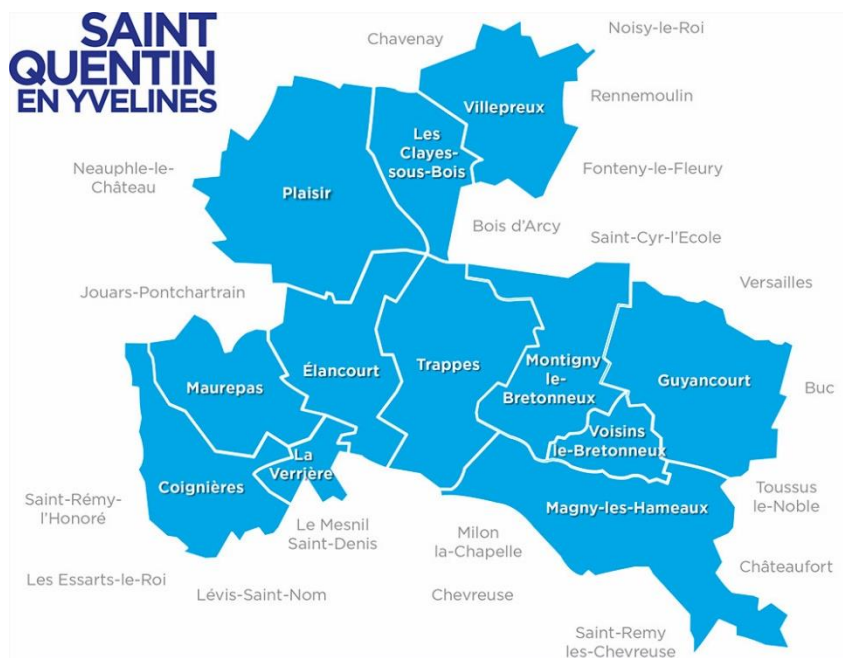 SAINT
QUENTIN
EN YVELINES
Chavenay
Noisy-le-Roi
Villepreux
Rennemoulin
Les
Clayes-
sous-Bois
Neauphle-le-
Château
Plaisir
Fonteny-le-Fleury
Bois d'Arcy
Saint-Cyr-l'Ecole
Versailles
Jouars-Pontchartrain
Maurepas
Élancourt
Trappes
Montigny
le-
Bretonneux
Guyancourt
Buc
Voisins
le-Bretonneux
La
Verrière
Coignières
Saint-Rémy-
l'Honoré
Magny-les-Hameaux
Toussus
le-Noble
Le Mesnil
Saint-Denis
Milon
la-Chapelle
Châteaufort
Les Essarts-le-Roi
Lévis-Saint-Nom
Chevreuse
Saint-Remy
les-Chevreuse